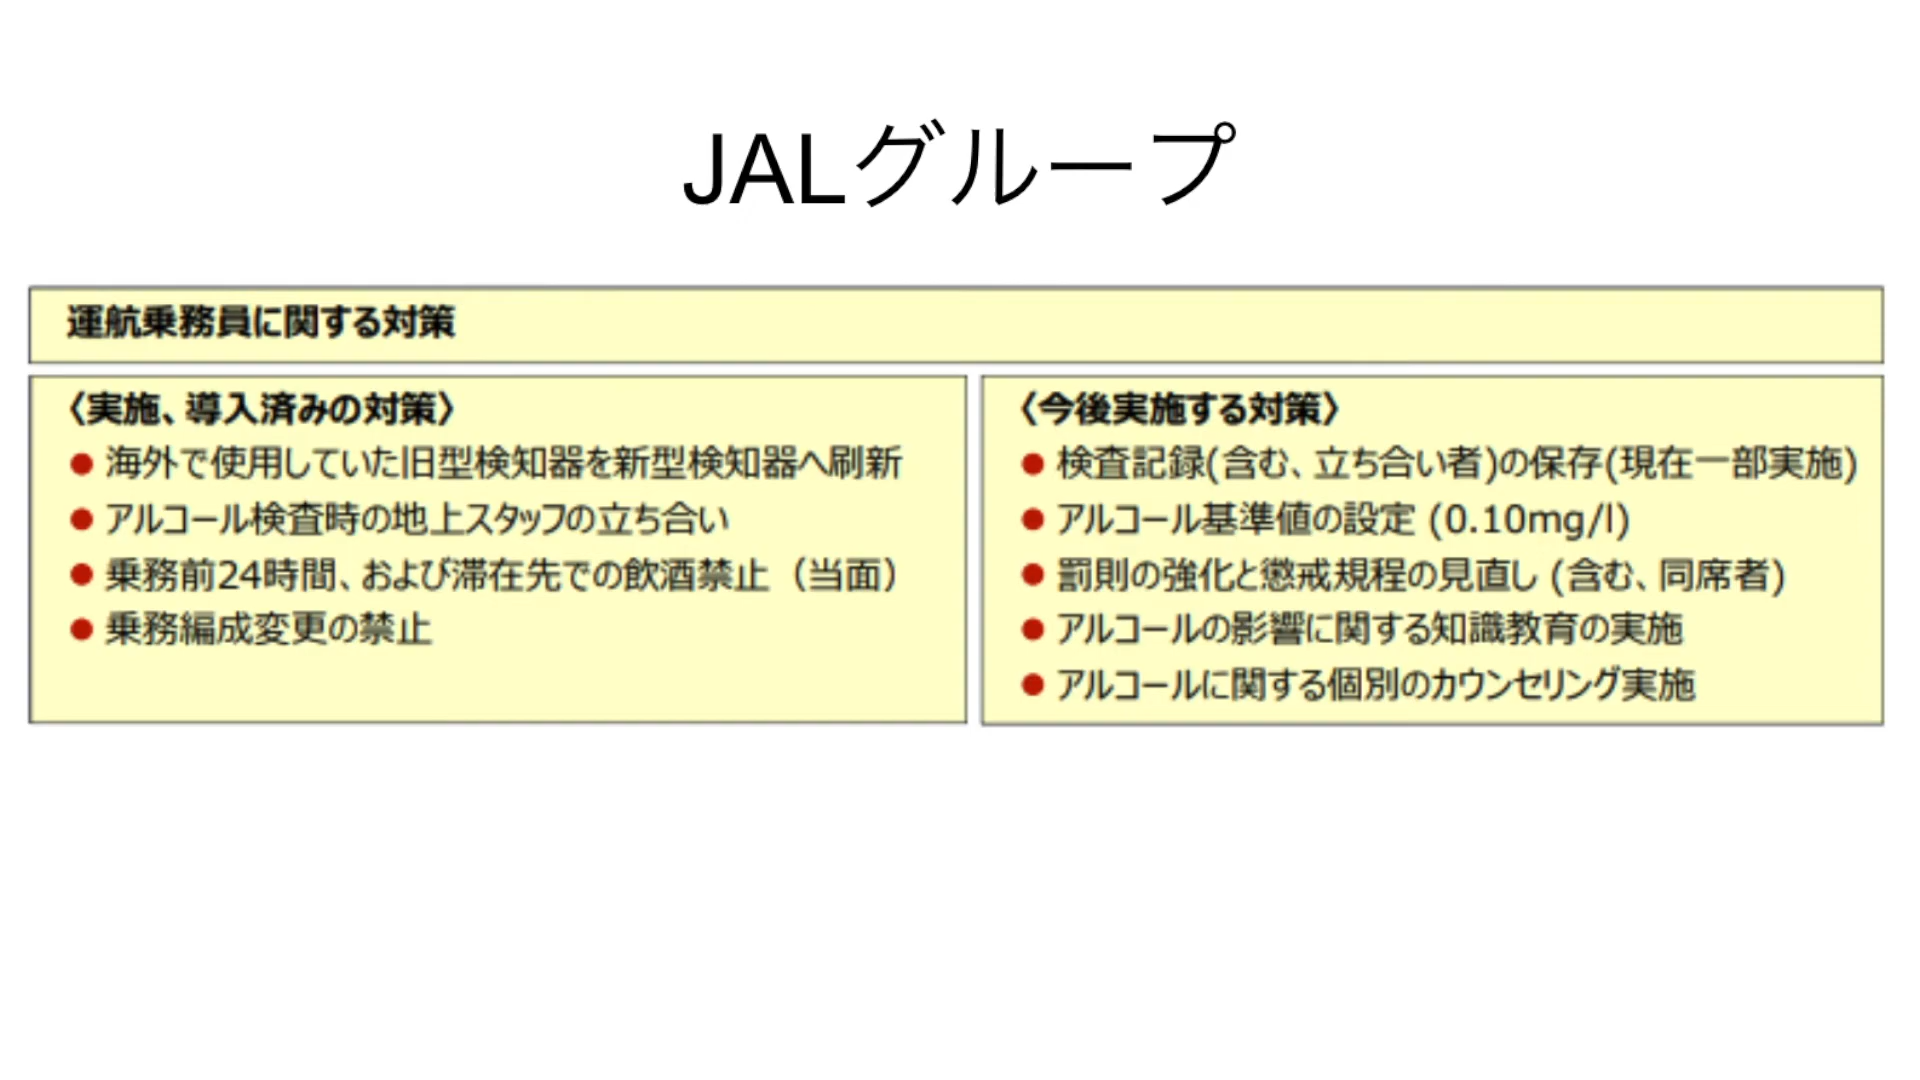 JALグループ
運航乗務員に関する対策
〈実施、導入済みの対策〉
● 海外で使用していた旧型検知器を新型検知器へ刷新
● アルコール検査時の地上スタッフの立ち合い
● 乗務前24時間、および滞在先での飲酒禁止（当面）
● 乗務編成変更の禁止
〈今後実施する対策〉
● 検査記録(含む、立ち合い者)の保存(現在一部実施)
● アルコール基準値の設定 (0.10mg/l)
● 罰則の強化と懲戒規程の見直し (含む、同席者)
● アルコールの影響に関する知識教育の実施
● アルコールに関する個別のカウンセリング実施